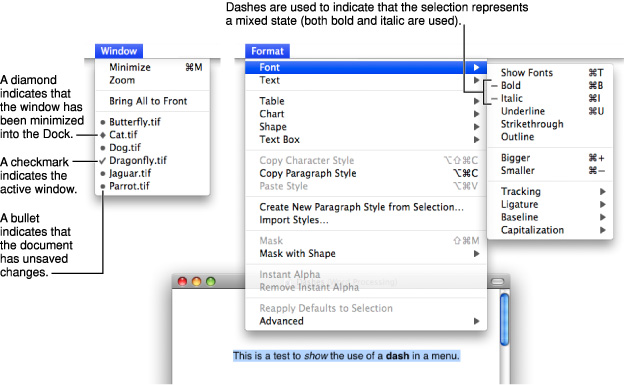 Dashes are used to indicate that the selection represents
a mixed state (both bold and italic are used).
Window
Minimize ⌘M
Zoom
Bring All to Front
• Butterfly.tif
◆ Cat.tif
• Dog.tif
✓ Dragonfly.tif
• Jaguar.tif
• Parrot.tif
A diamond
indicates that
the window has
been minimized
into the Dock.
A checkmark
indicates the
active window.
A bullet
indicates that
the document
has unsaved
changes.
Format
Font ▶
Text ▶
Table ▶
Chart ▶
Shape ▶
Text Box ▶
Copy Character Style ⌥⇧⌘C
Copy Paragraph Style ⌥⌘C
Paste Style ⌥⌘V
Create New Paragraph Style from Selection...
Import Styles...
Mask ⇧⌘M
Mask with Shape ▶
Instant Alpha
Remove Instant Alpha
Reapply Defaults to Selection
Advanced ▶
Show Fonts ⌘T
– Bold ⌘B
– Italic ⌘I
Underline ⌘U
Strikethrough
Outline
Bigger ⌘+
Smaller ⌘–
Tracking ▶
Ligature ▶
Baseline ▶
Capitalization ▶
This is a test to show the use of a dash in a menu.